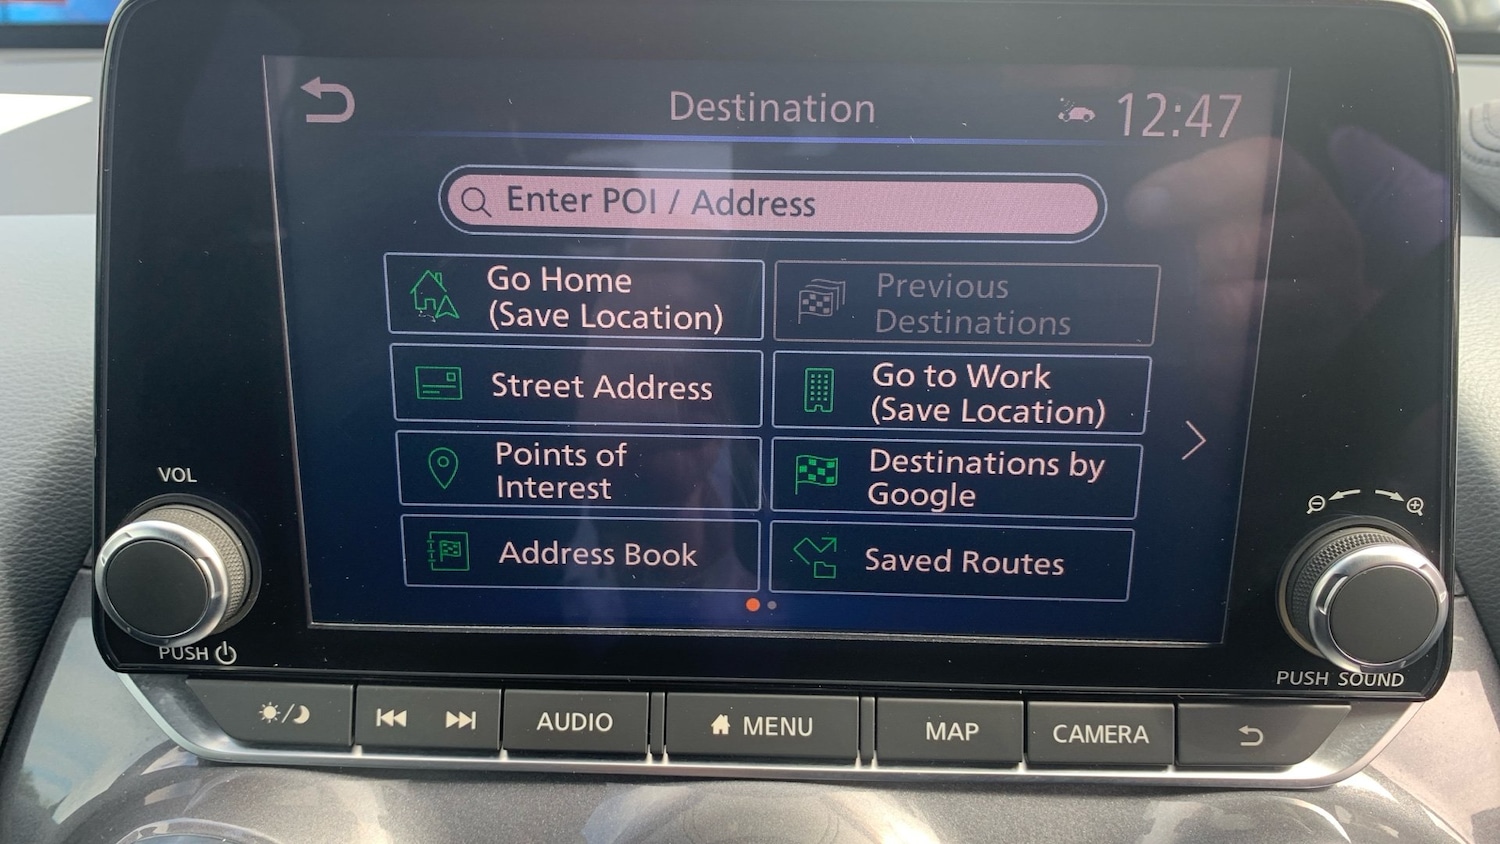 Destination
12:47
Enter POI / Address
Go Home
(Save Location)
Previous
Destinations
Street Address
Go to Work
(Save Location)
Points of
Interest
Destinations by
Google
Address Book
Saved Routes
VOL
PUSH
PUSH SOUND
AUDIO
MENU
MAP
CAMERA